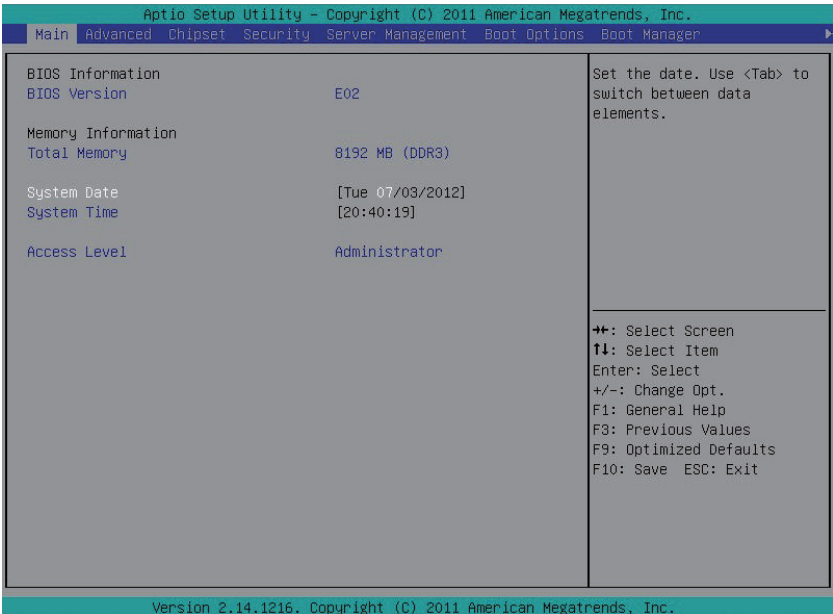 Aptio Setup Utility – Copyright (C) 2011 American Megatrends, Inc.
Main Advanced Chipset Security Server Management Boot Options Boot Manager
BIOS Information
BIOS Version E02
Memory Information
Total Memory 8192 MB (DDR3)
System Date [Tue 07/03/2012]
System Time [20:40:19]
Access Level Administrator
Set the date. Use <Tab> to
switch between data
elements.
→←: Select Screen
↑↓: Select Item
Enter: Select
+/-: Change Opt.
F1: General Help
F3: Previous Values
F9: Optimized Defaults
F10: Save ESC: Exit
Version 2.14.1216. Copyright (C) 2011 American Megatrends, Inc.